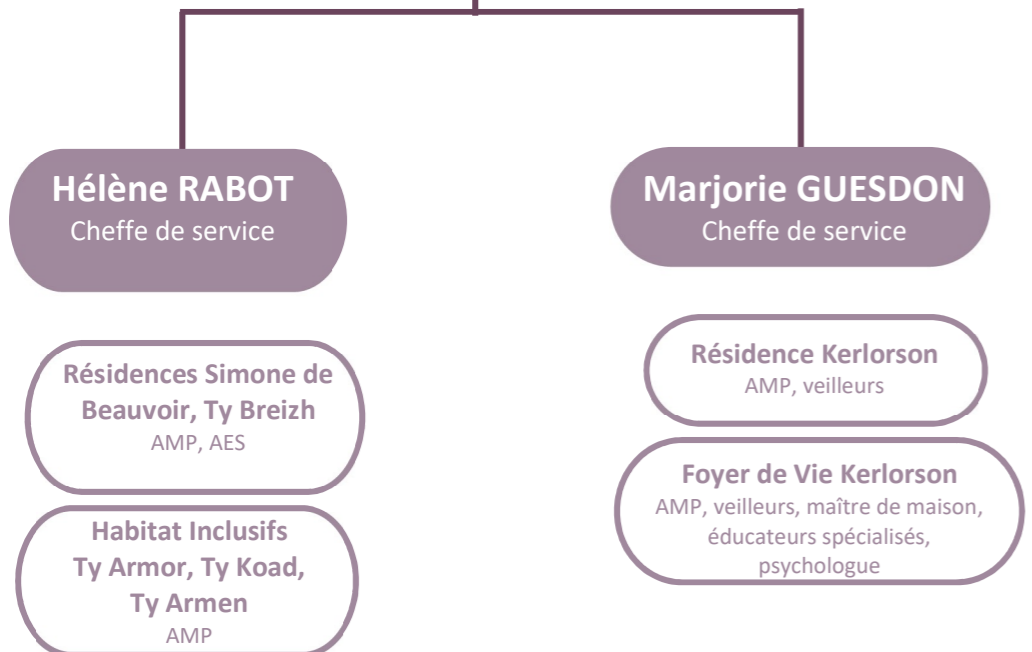 Hélène RABOT
Cheffe de service
Résidences Simone de
Beauvoir, Ty Breizh
AMP, AES
Habitat Inclusifs
Ty Armor, Ty Koad,
Ty Armen
AMP
Marjorie GUESDON
Cheffe de service
Résidence Kerlorson
AMP, veilleurs
Foyer de Vie Kerlorson
AMP, veilleurs, maître de maison,
éducateurs spécialisés,
psychologue